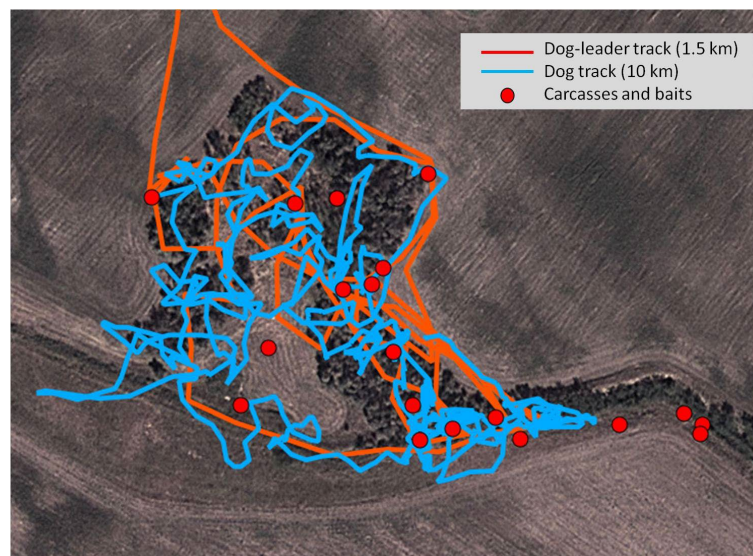 Dog-leader track (1.5 km)
Dog track (10 km)
Carcasses and baits